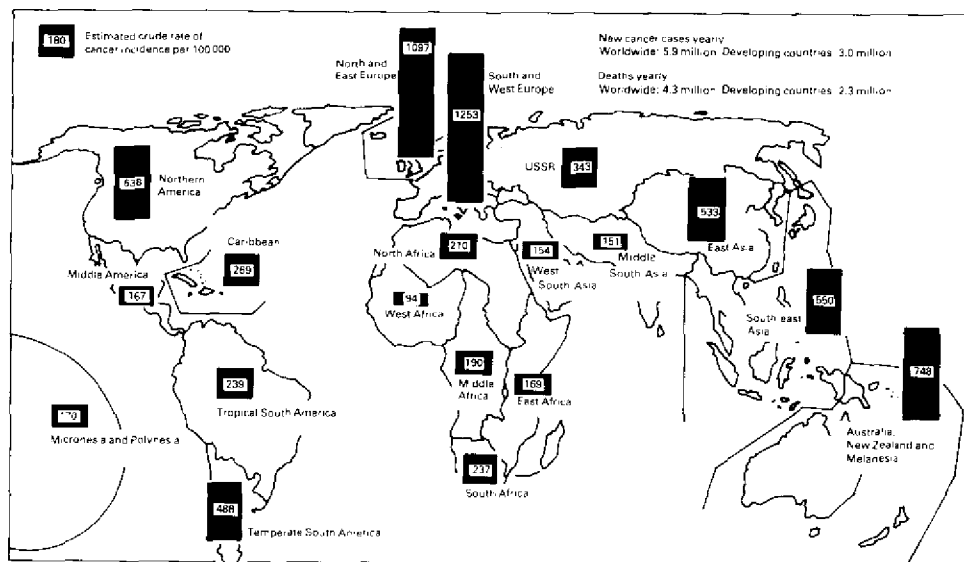 180
Estimated crude rate of
cancer incidence per 100 000
New cancer cases yearly
Worldwide: 5.9 million Developing countries 3.0 million
Deaths yearly
Worldwide: 4.3 million Developing countries 2.3 million
North and
East Europe
1097
South and
West Europe
1253
USSR
343
Northern
America
East Asia
533
Caribbean
269
North Africa
270
West
South Asia
154
Middle
South Asia
151
Middle America
167
West Africa
94
South east
Asia
550
Middle
Africa
190
East Africa
169
Tropical South America
239
Micronesia and Polynesia
170
Australia,
New Zealand and
Melanesia
748
South Africa
237
Temperate South America
488